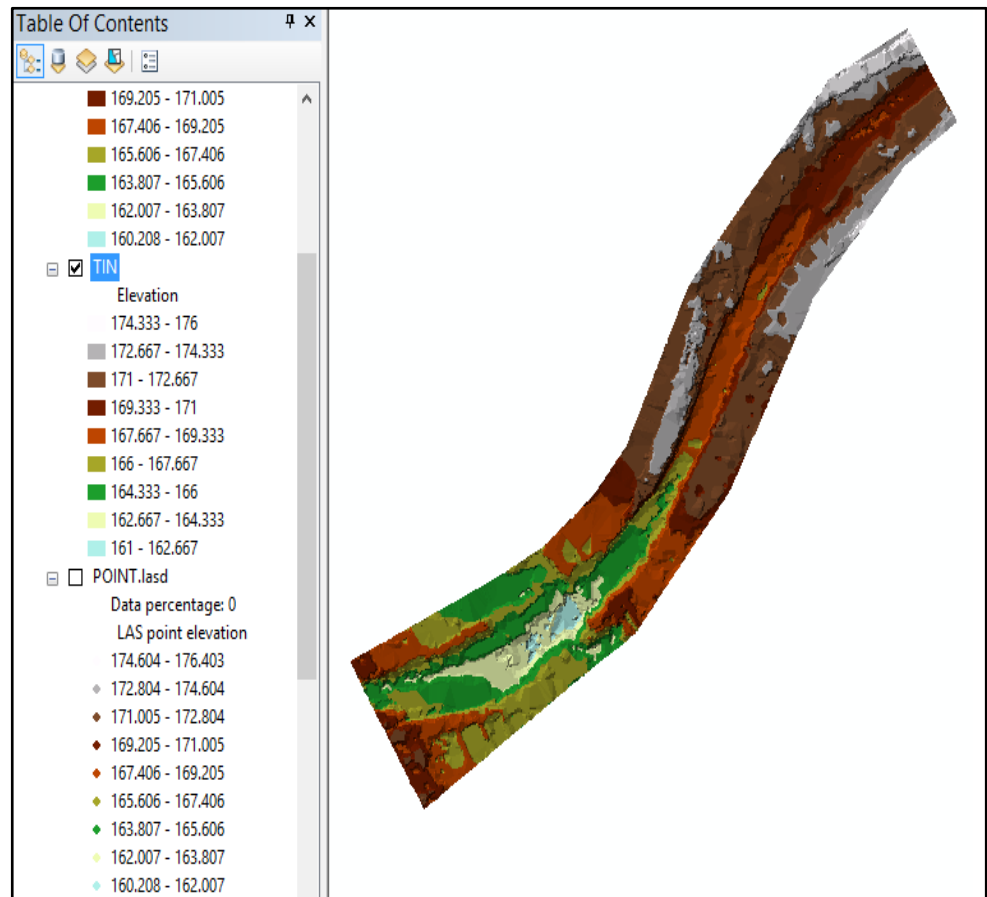 Table Of Contents
169.205 - 171.005
167.406 - 169.205
165.606 - 167.406
163.807 - 165.606
162.007 - 163.807
160.208 - 162.007
TIN
Elevation
174.333 - 176
172.667 - 174.333
171 - 172.667
169.333 - 171
167.667 - 169.333
166 - 167.667
164.333 - 166
162.667 - 164.333
161 - 162.667
POINT.lasd
Data percentage: 0
LAS point elevation
174.604 - 176.403
172.804 - 174.604
171.005 - 172.804
169.205 - 171.005
167.406 - 169.205
165.606 - 167.406
163.807 - 165.606
162.007 - 163.807
160.208 - 162.007